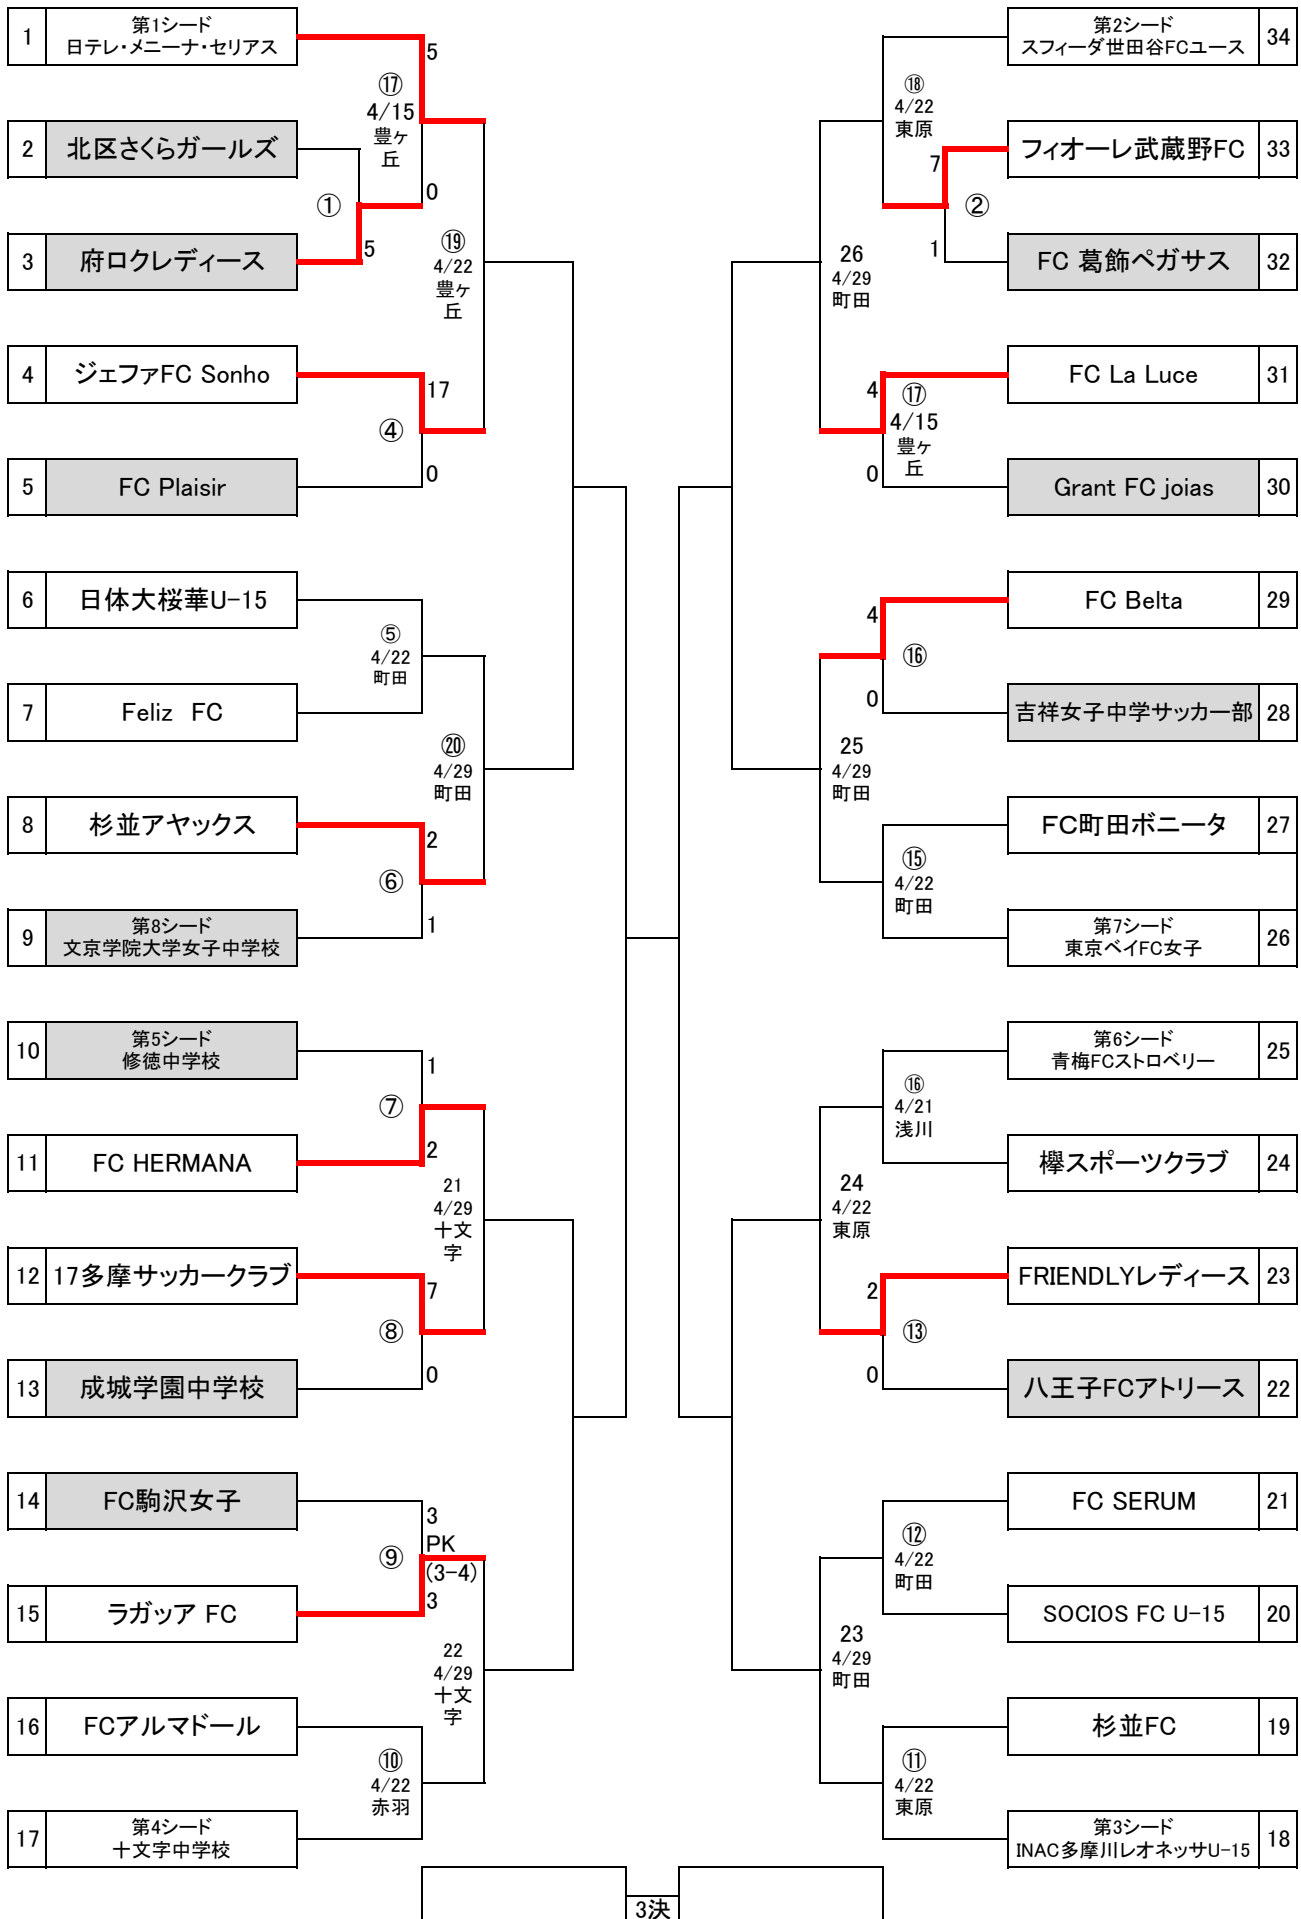 1
第1シード
日テレ・メニーナ・セリアス
2
北区さくらガールズ
3
府ロクレディース
4
ジェファFC Sonho
5
FC Plaisir
6
日体大桜華U-15
7
Feliz　FC
8
杉並アヤックス
9
第8シード
文京学院大学女子中学校
10
第5シード
修徳中学校
11
FC HERMANA
12
17多摩サッカークラブ
13
成城学園中学校
14
FC駒沢女子
15
ラガッア FC
16
FCアルマドール
17
第4シード
十文字中学校
5
⑰
4/15
豊ヶ
丘
0
①
5
⑲
4/22
豊ヶ
丘
17
④
0
⑤
4/22
町田
⑳
4/29
町田
2
⑥
1
1
⑦
2
21
4/29
十文
字
7
⑧
0
3
PK
(3-4)
⑨
3
22
4/29
十文
字
⑩
4/22
赤羽
3決
⑱
4/22
東原
7
②
1
26
4/29
町田
4
⑰
4/15
豊ヶ
丘
0
4
⑯
0
25
4/29
町田
⑮
4/22
町田
⑯
4/21
浅川
24
4/22
東原
2
⑬
0
⑫
4/22
町田
23
4/29
町田
⑪
4/22
東原
第2シード
スフィーダ世田谷FCユース
34
フィオーレ武蔵野FC
33
FC 葛飾ペガサス
32
FC La Luce
31
Grant FC joias
30
FC Belta
29
吉祥女子中学サッカー部
28
FC町田ボニータ
27
第7シード
東京ベイFC女子
26
第6シード
青梅FCストロベリー
25
欅スポーツクラブ
24
FRIENDLYレディース
23
八王子FCアトリース
22
FC SERUM
21
SOCIOS FC U-15
20
杉並FC
19
第3シード
INAC多摩川レオネッサU-15
18